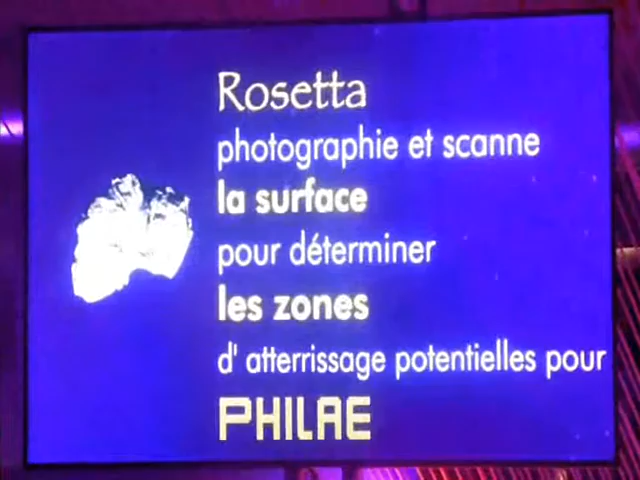 Rosetta
photographie et scanne
la surface
pour déterminer
les zones
d' atterrissage potentielles pour
PHILAE